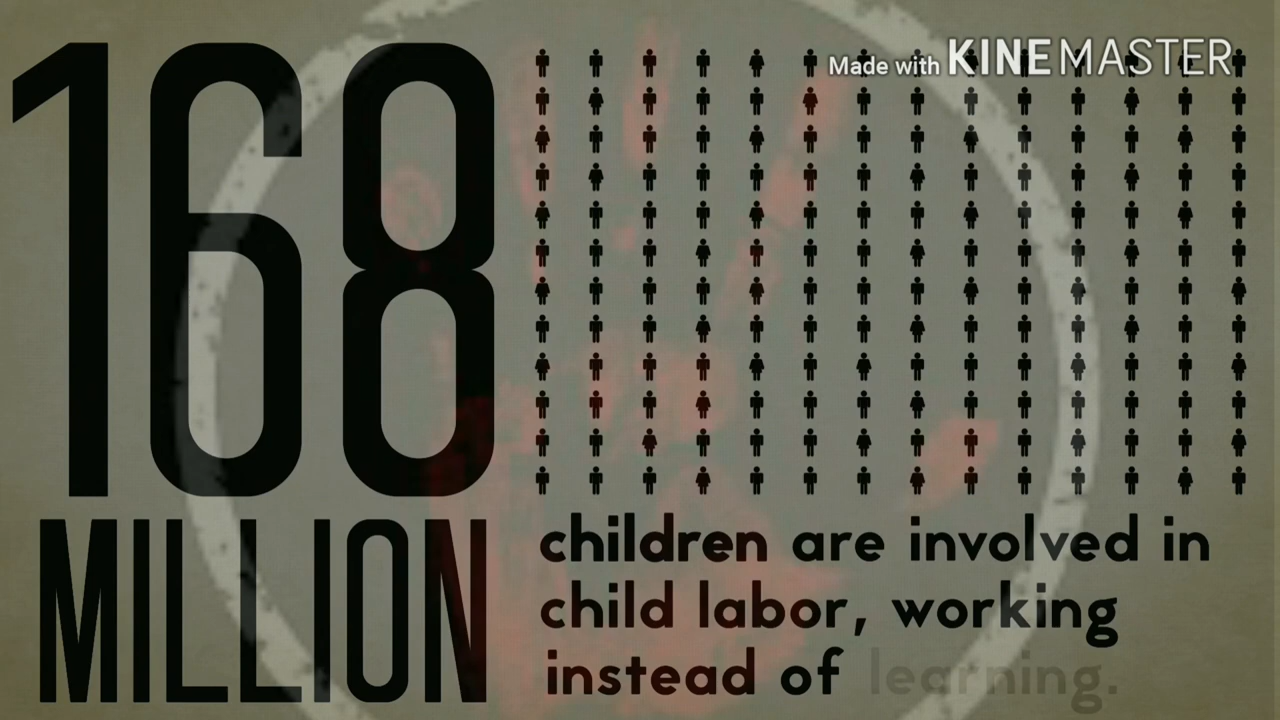 Made with KINEMASTER
168
MILLION
children are involved in
child labor, working
instead of learning.